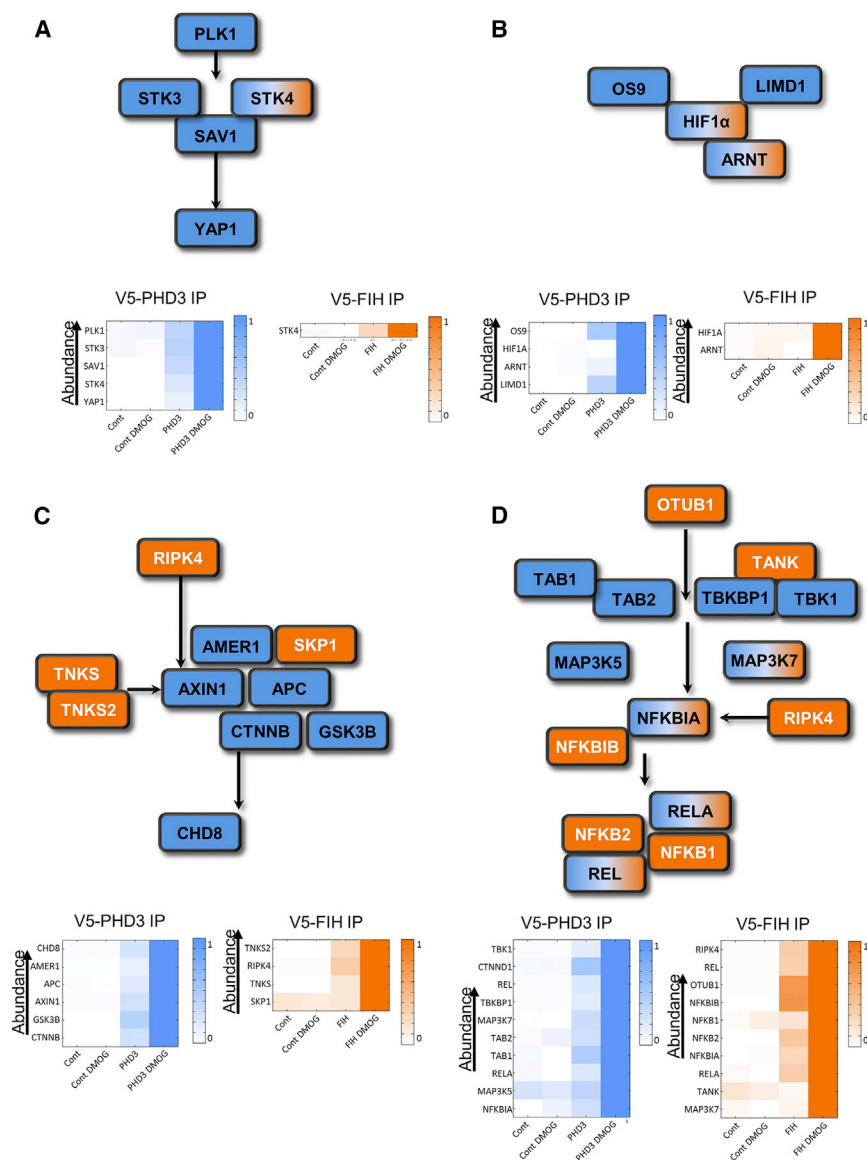 A
PLK1
STK3
STK4
SAV1
YAP1
V5-PHD3 IP
V5-FIH IP
Abundance
PLK1
STK3
SAV1
STK4
YAP1
Cont
Cont DMOG
PHD3
PHD3 DMOG
1
0
STK4
Abundance
Cont
Cont DMOG
FIH
FIH DMOG
1
0
B
OS9
LIMD1
HIF1α
ARNT
V5-PHD3 IP
V5-FIH IP
Abundance
OS9
HIF1A
ARNT
LIMD1
Cont
Cont DMOG
PHD3
PHD3 DMOG
1
0
Abundance
HIF1A
ARNT
Cont
Cont DMOG
FIH
FIH DMOG
1
0
C
RIPK4
AMER1
SKP1
TNKS
TNKS2
AXIN1
APC
CTNNB
GSK3B
CHD8
V5-PHD3 IP
V5-FIH IP
Abundance
CHD8
AMER1
APC
AXIN1
GSK3B
CTNNB
Cont
Cont DMOG
PHD3
PHD3 DMOG
1
0
Abundance
TNKS2
RIPK4
TNKS
SKP1
Cont
Cont DMOG
FIH
FIH DMOG
1
0
D
OTUB1
TANK
TAB1
TAB2
TBKBP1
TBK1
MAP3K5
MAP3K7
NFKBIA
RIPK4
NFKBIB
RELA
NFKB2
NFKB1
REL
V5-PHD3 IP
V5-FIH IP
Abundance
TBK1
CTNND1
REL
TBKBP1
MAP3K7
TAB2
TAB1
RELA
MAP3K5
NFKBIA
Cont
Cont DMOG
PHD3
PHD3 DMOG
1
0
Abundance
RIPK4
REL
OTUB1
NFKBIB
NFKB1
NFKB2
NFKBIA
RELA
TANK
MAP3K7
Cont
Cont DMOG
FIH
FIH DMOG
1
0